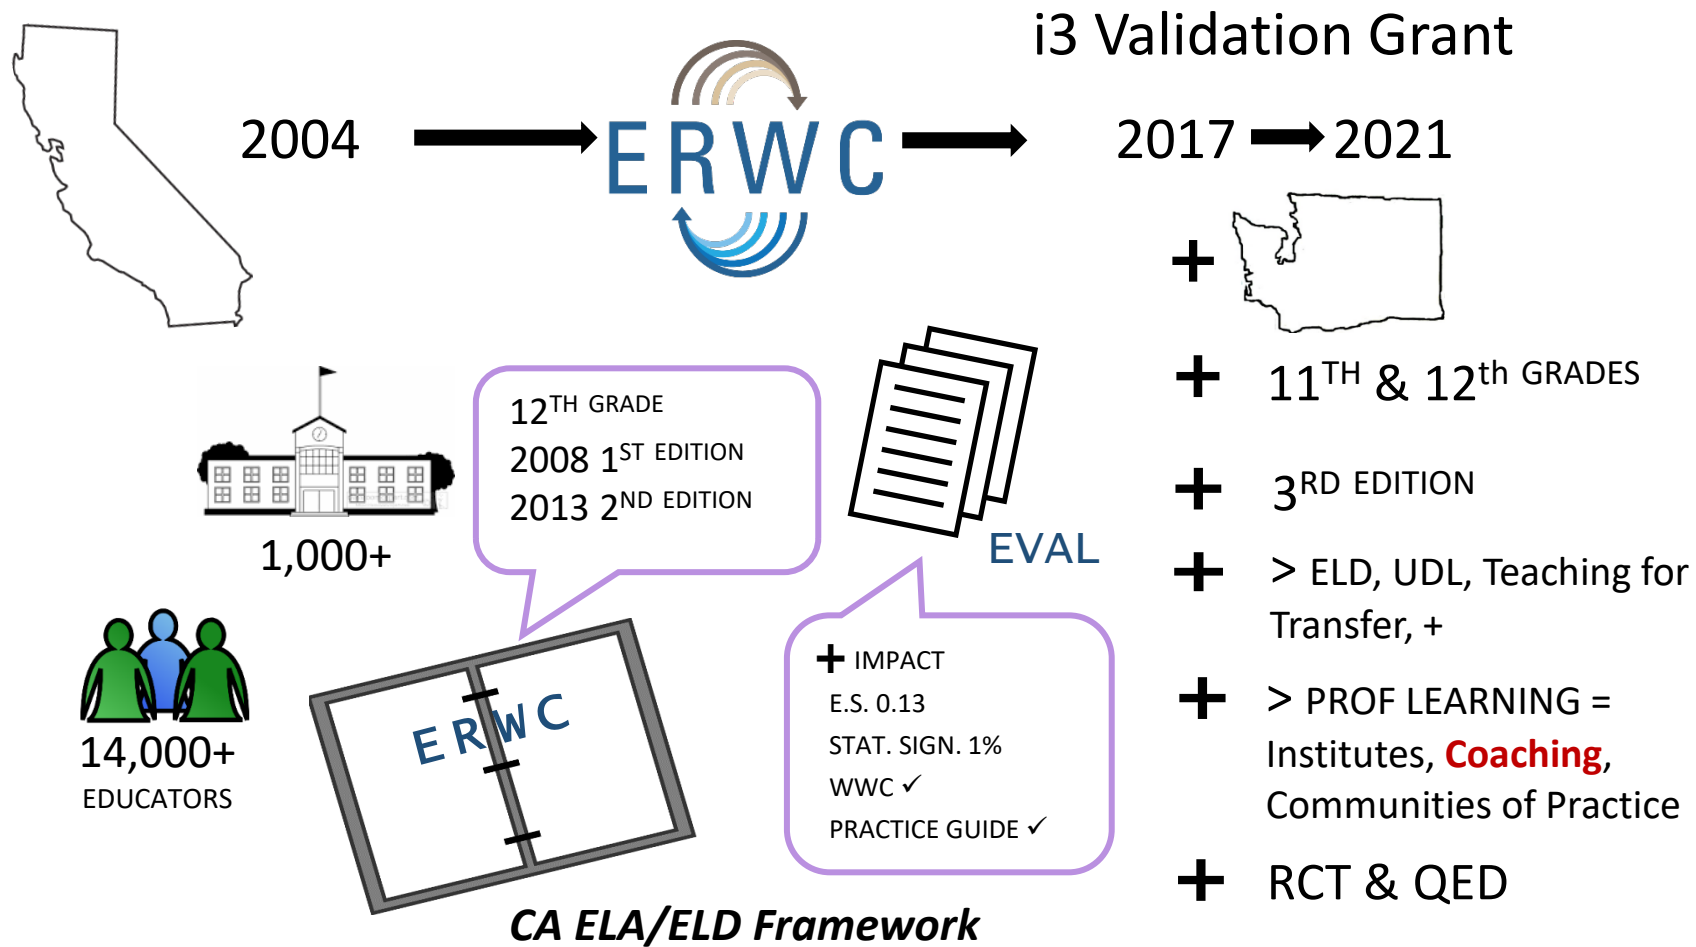 i3 Validation Grant
2004
ERWC
2017
2021
+
1,000+
14,000+
EDUCATORS
12TH GRADE
2008 1ST EDITION
2013 2ND EDITION
ERWC
CA ELA/ELD Framework
EVAL
+ IMPACT
E.S. 0.13
STAT. SIGN. 1%
WWC ✓
PRACTICE GUIDE ✓
+ 11TH & 12th GRADES
+ 3RD EDITION
+ > ELD, UDL, Teaching for
Transfer, +
+ > PROF LEARNING =
Institutes, Coaching,
Communities of Practice
+ RCT & QED